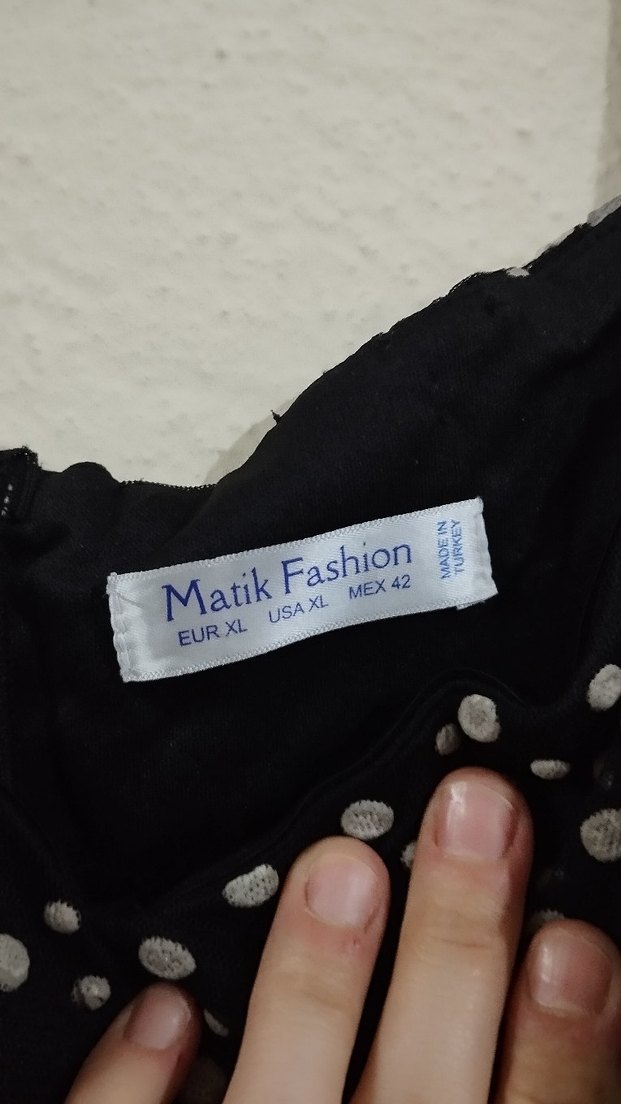 Matik Fashion
EUR XL USA XL MEX 42
MADE IN
TURKEY